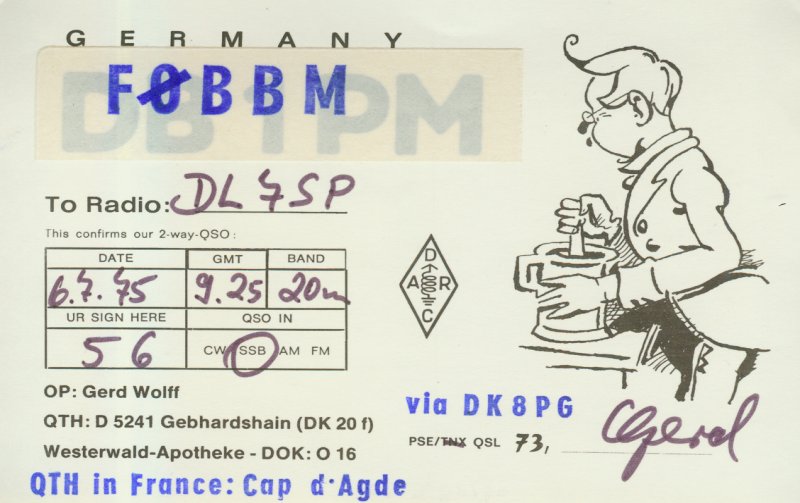 GERMANY
DB1PM
FØBBM
To Radio: DL7SP
This confirms our 2-way-QSO:
DATE GMT BAND
6.7.75 9.25 20m
UR SIGN HERE QSO IN
56 CW SSB AM FM
DARC
OP: Gerd Wolff
QTH: D 5241 Gebhardshain (DK 20 f)
Westerwald-Apotheke - DOK: O 16
via DK8PG
PSE/TNX QSL 73, Gerd
QTH in France: Cap d'Agde